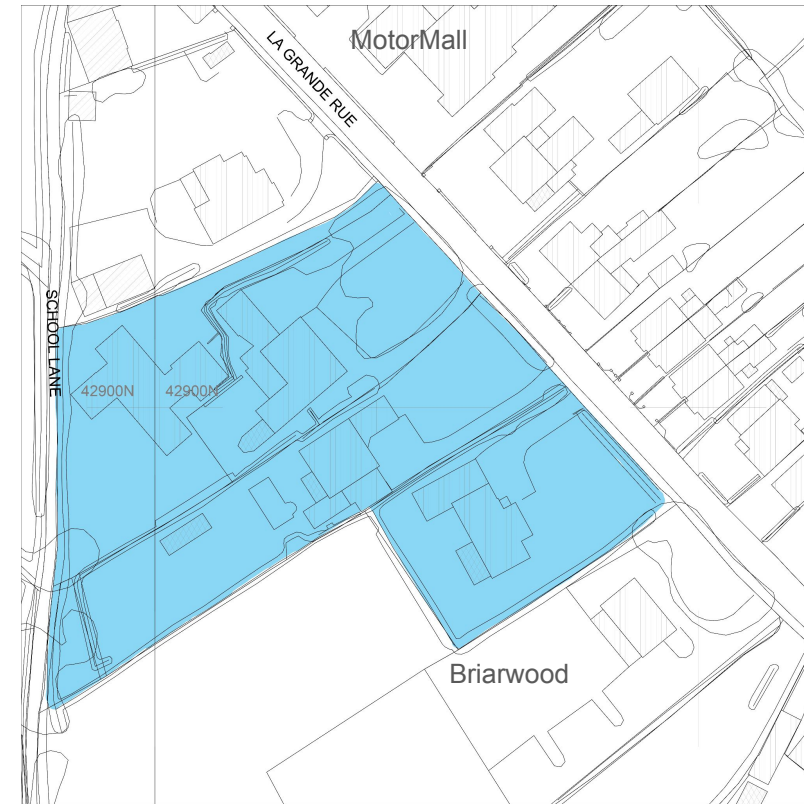 MotorMall
LA GRANDE RUE
SCHOOL LANE
42900N
42900N
Briarwood